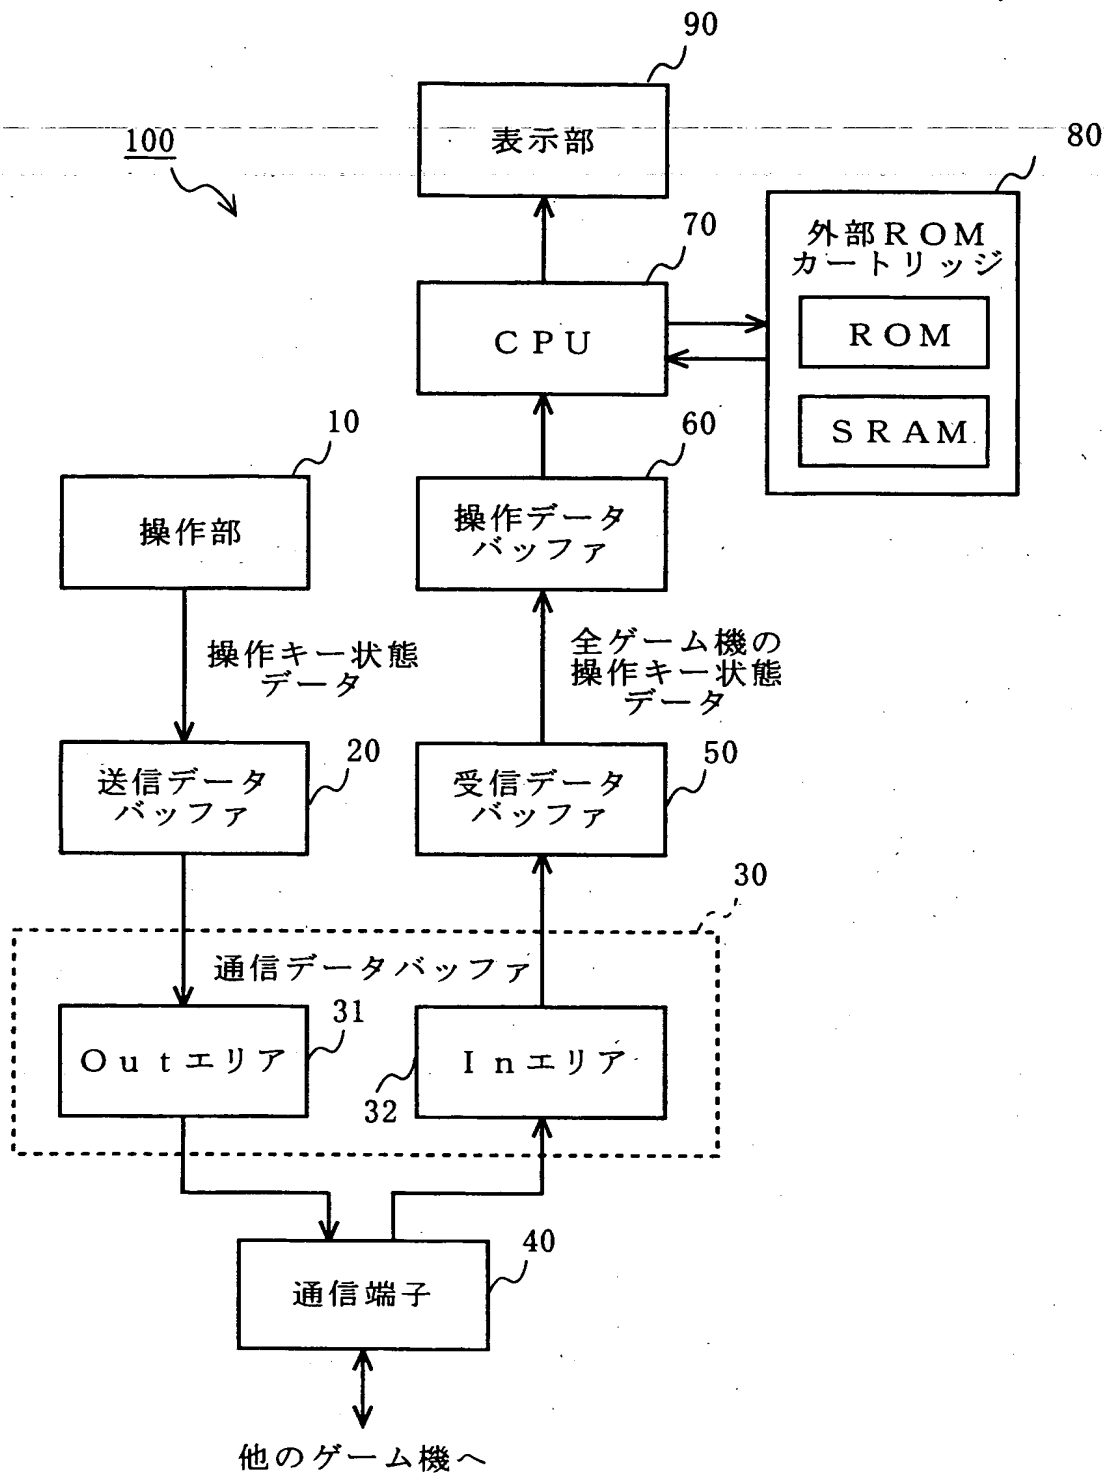 90
表示部
100
80
70
外部ROM
カートリッジ
CPU
ROM
SRAM
10
60
操作部
操作データ
バッファ
操作キー状態
データ
全ゲーム機の
操作キー状態
データ
20
50
送信データ
バッファ
受信データ
バッファ
30
通信データバッファ
31
Outエリア
Inエリア
32
40
通信端子
他のゲーム機へ